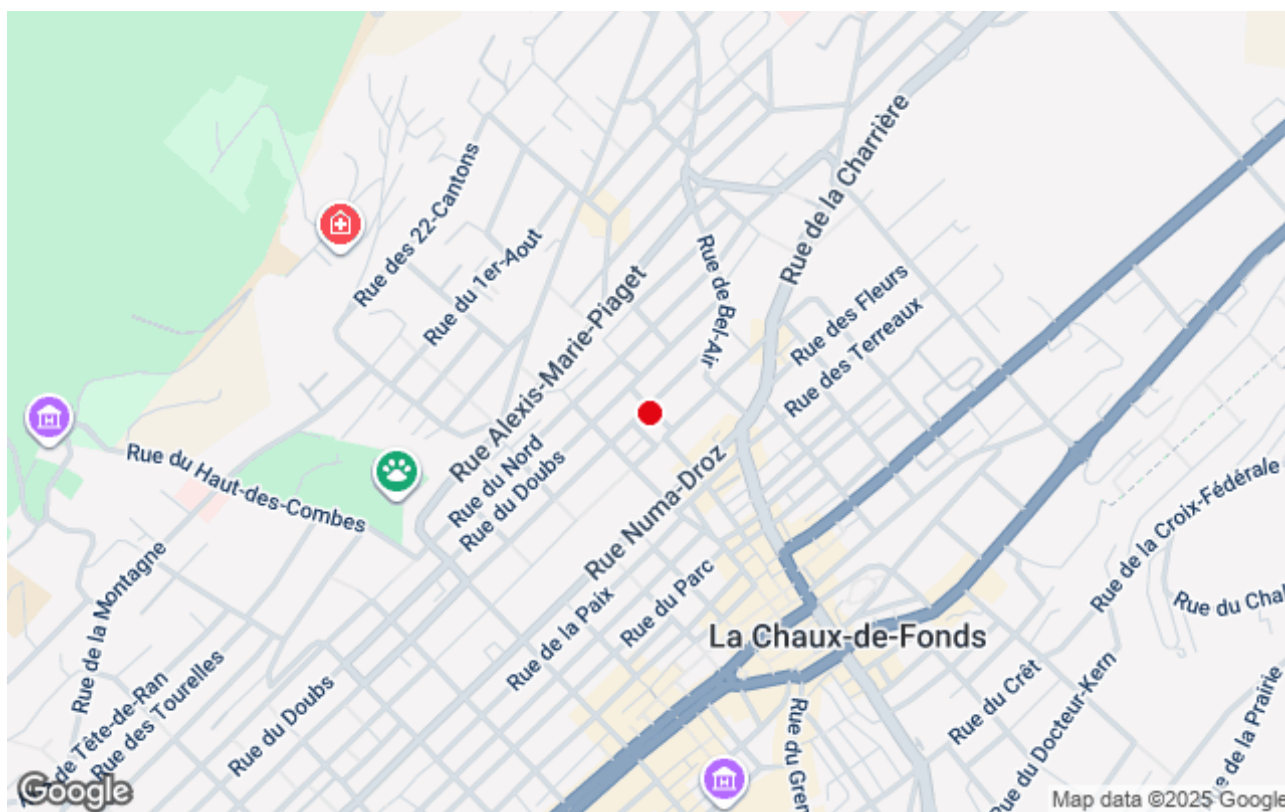 Rue de la Charrière
Rue des 22-Cantons
Rue du 1er-Août
Rue Alexis-Marie-Piaget
Rue de Bel-Air
Rue des Fleurs
Rue des Terreaux
Rue du Haut-des-Combes
Rue du Nord
Rue du Doubs
Rue Numa-Droz
Rue de la Croix-Fédérale
Rue du Parc
Rue de la Paix
Rue du Chal
La Chaux-de-Fonds
Rue de la Montagne
Rue du Crêt
Rue du Docteur-Kern
de Tête-de-Ran
Rue des Tourelles
Rue du Doubs
Rue du Gren
e de la Prairie
Google
Map data ©2025 Google